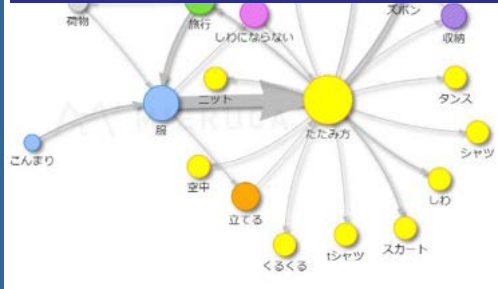 ズボン
荷物
旅行
しわにならない
収納
ニット
タンス
服
たたみ方
シャツ
こんまり
空中
しわ
立てる
スカート
tシャツ
くるくる